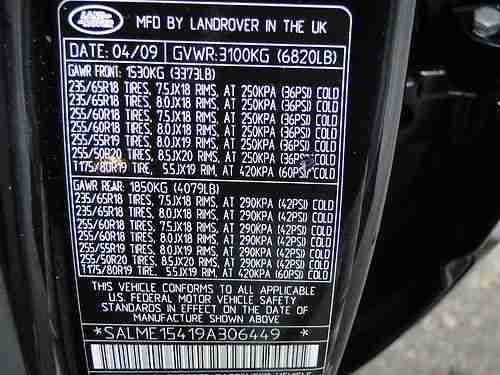 LAND ROVER
MFD BY LANDROVER IN THE UK
DATE: 04/09 GVWR:3100KG (6820LB)
GAWR FRONT: 1530KG (3373LB)
235/65R18 TIRES, 7.5JX18 RIMS, AT 250KPA (36PSI) COLD
235/65R18 TIRES, 8.0JX18 RIMS, AT 250KPA (36PSI) COLD
255/60R18 TIRES, 7.5JX18 RIMS, AT 250KPA (36PSI) COLD
255/60R18 TIRES, 8.0JX18 RIMS, AT 250KPA (36PSI) COLD
255/55R19 TIRES, 8.0JX19 RIMS, AT 250KPA (36PSI) COLD
255/50R20 TIRES, 8.5JX20 RIMS, AT 250KPA (36PSI) COLD
T175/80R19 TIRE, 5.5JX19 RIM, AT 420KPA (60PSI) COLD
GAWR REAR: 1850KG (4079LB)
235/65R18 TIRES, 7.5JX18 RIMS, AT 290KPA (42PSI) COLD
235/65R18 TIRES, 8.0JX18 RIMS, AT 290KPA (42PSI) COLD
255/60R18 TIRES, 7.5JX18 RIMS, AT 290KPA (42PSI) COLD
255/60R18 TIRES, 8.0JX18 RIMS, AT 290KPA (42PSI) COLD
255/55R19 TIRES, 8.0JX19 RIMS, AT 290KPA (42PSI) COLD
255/50R20 TIRES, 8.5JX20 RIMS, AT 290KPA (42PSI) COLD
T175/80R19 TIRE, 5.5JX19 RIM, AT 420KPA (60PSI) COLD
THIS VEHICLE CONFORMS TO ALL APPLICABLE
U.S. FEDERAL MOTOR VEHICLE SAFETY
STANDARDS IN EFFECT ON THE DATE OF
MANUFACTURE SHOWN ABOVE
*SALME15419A306449*